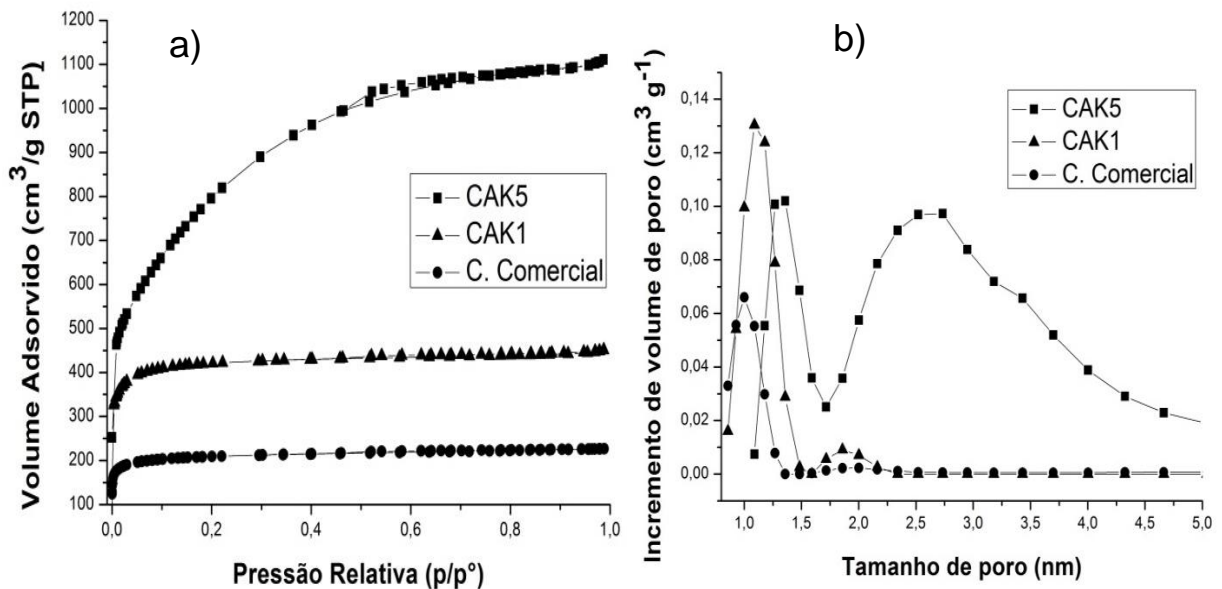 a)
Volume Adsorvido (cm³/g STP)
1200
1100
1000
900
800
700
600
500
400
300
200
100
CAK5
CAK1
C. Comercial
0,0 0,2 0,4 0,6 0,8 1,0
Pressão Relativa (p/p°)
b)
Incremento de volume de poro (cm³ g⁻¹)
0,14
0,12
0,10
0,08
0,06
0,04
0,02
0,00
CAK5
CAK1
C. Comercial
1,0 1,5 2,0 2,5 3,0 3,5 4,0 4,5 5,0
Tamanho de poro (nm)